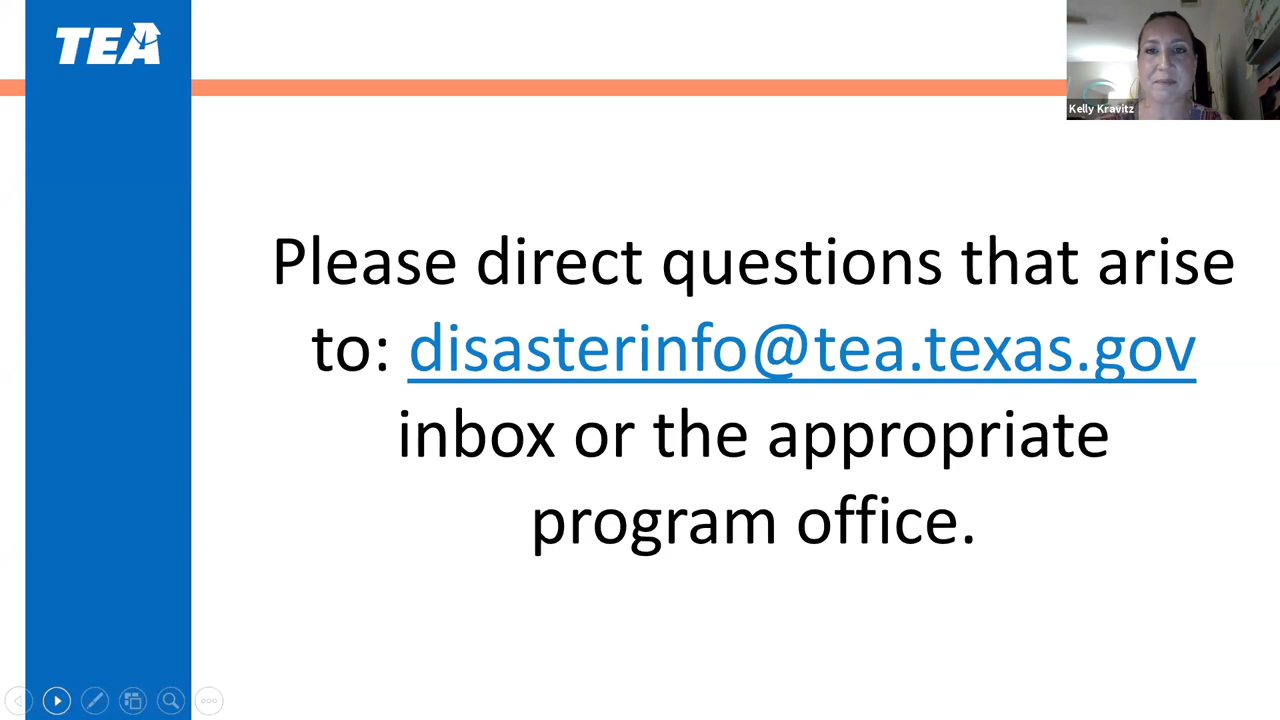 TEA
Kelly Kravitz
Please direct questions that arise
to: disasterinfo@tea.texas.gov
inbox or the appropriate
program office.